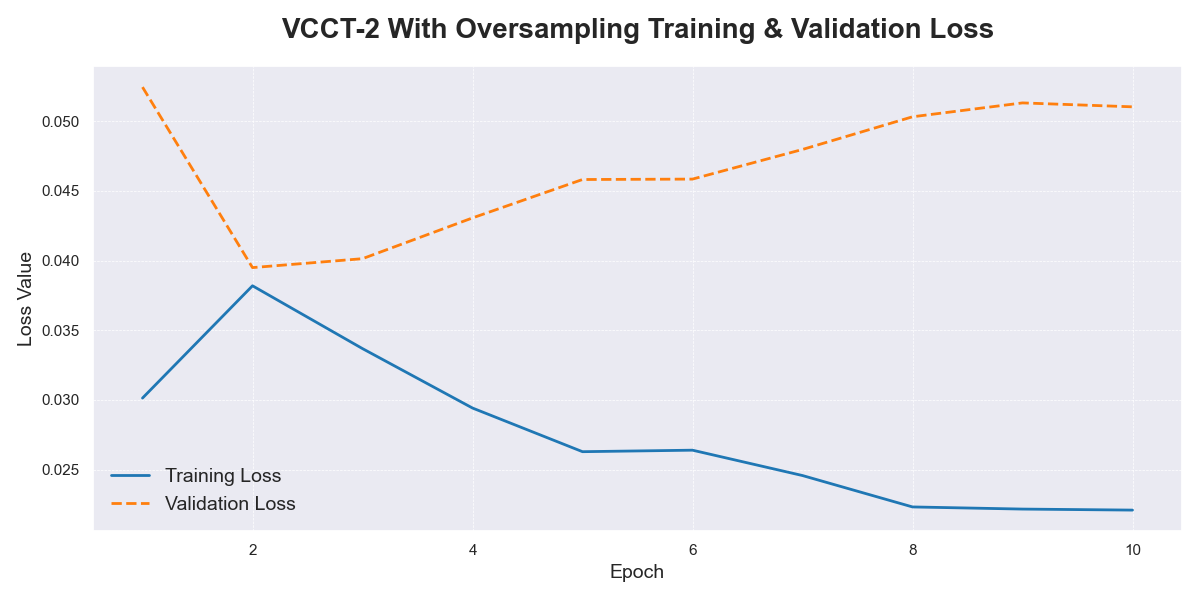 VCCT-2 With Oversampling Training & Validation Loss
Loss Value
0.050
0.045
0.040
0.035
0.030
0.025
Training Loss
Validation Loss
2
4
6
8
10
Epoch